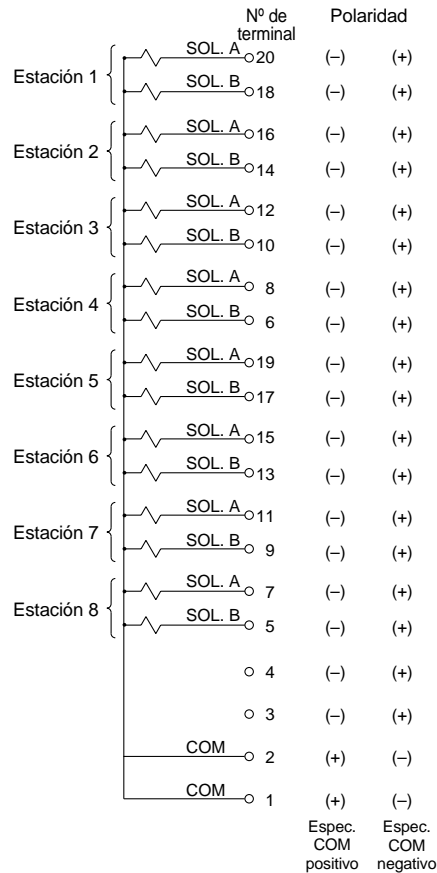 Nº de terminal Polaridad
SOL. A 20 (–) (+)
Estación 1
SOL. B 18 (–) (+)
SOL. A 16 (–) (+)
Estación 2
SOL. B 14 (–) (+)
SOL. A 12 (–) (+)
Estación 3
SOL. B 10 (–) (+)
SOL. A 8 (–) (+)
Estación 4
SOL. B 6 (–) (+)
SOL. A 19 (–) (+)
Estación 5
SOL. B 17 (–) (+)
SOL. A 15 (–) (+)
Estación 6
SOL. B 13 (–) (+)
SOL. A 11 (–) (+)
Estación 7
SOL. B 9 (–) (+)
SOL. A 7 (–) (+)
Estación 8
SOL. B 5 (–) (+)
4 (–) (+)
3 (–) (+)
COM 2 (+) (–)
COM 1 (+) (–)
Espec. Espec.
COM COM
positivo negativo